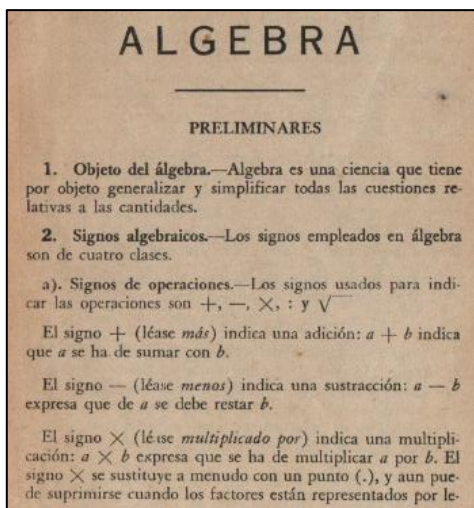 ALGEBRA
PRELIMINARES
1. Objeto del álgebra.—Algebra es una ciencia que tiene
por objeto generalizar y simplificar todas las cuestiones re-
lativas a las cantidades.
2. Signos algebraicos.—Los signos empleados en álgebra
son de cuatro clases.
a). Signos de operaciones.—Los signos usados para indi-
car las operaciones son +, —, ×, : y √
El signo + (léase más) indica una adición: a + b indica
que a se ha de sumar con b.
El signo — (léase menos) indica una sustracción: a — b
expresa que de a se debe restar b.
El signo × (léase multiplicado por) indica una multipli-
cación: a × b expresa que se ha de multiplicar a por b. El
signo × se sustituye a menudo con un punto (.), y aun pue-
de suprimirse cuando los factores están representados por le-